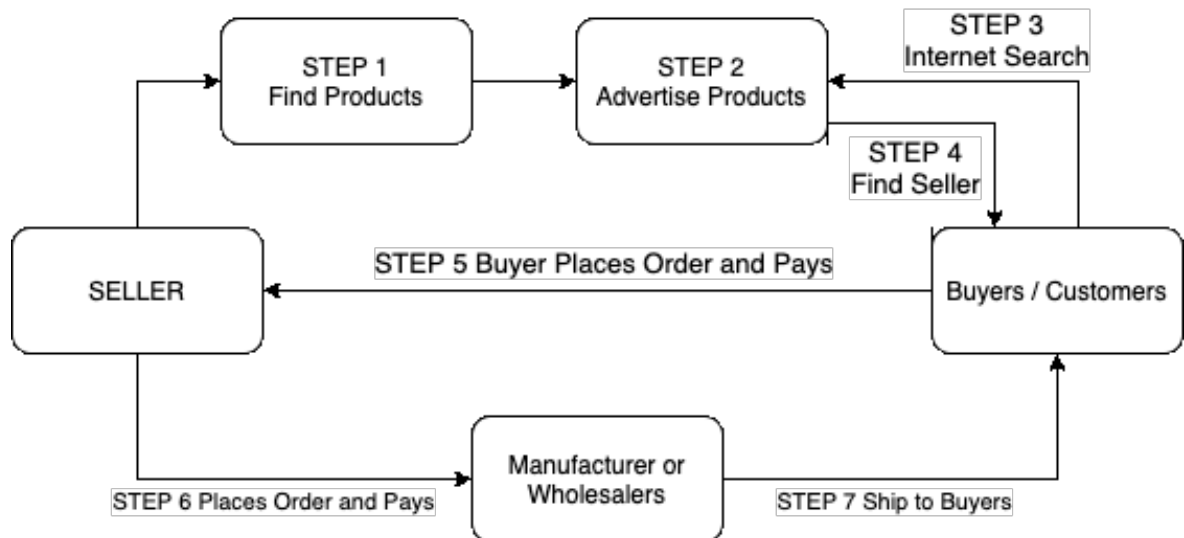 STEP 1
Find Products
STEP 2
Advertise Products
STEP 3
Internet Search
STEP 4
Find Seller
STEP 5 Buyer Places Order and Pays
SELLER
Buyers / Customers
Manufacturer or
Wholesalers
STEP 6 Places Order and Pays
STEP 7 Ship to Buyers